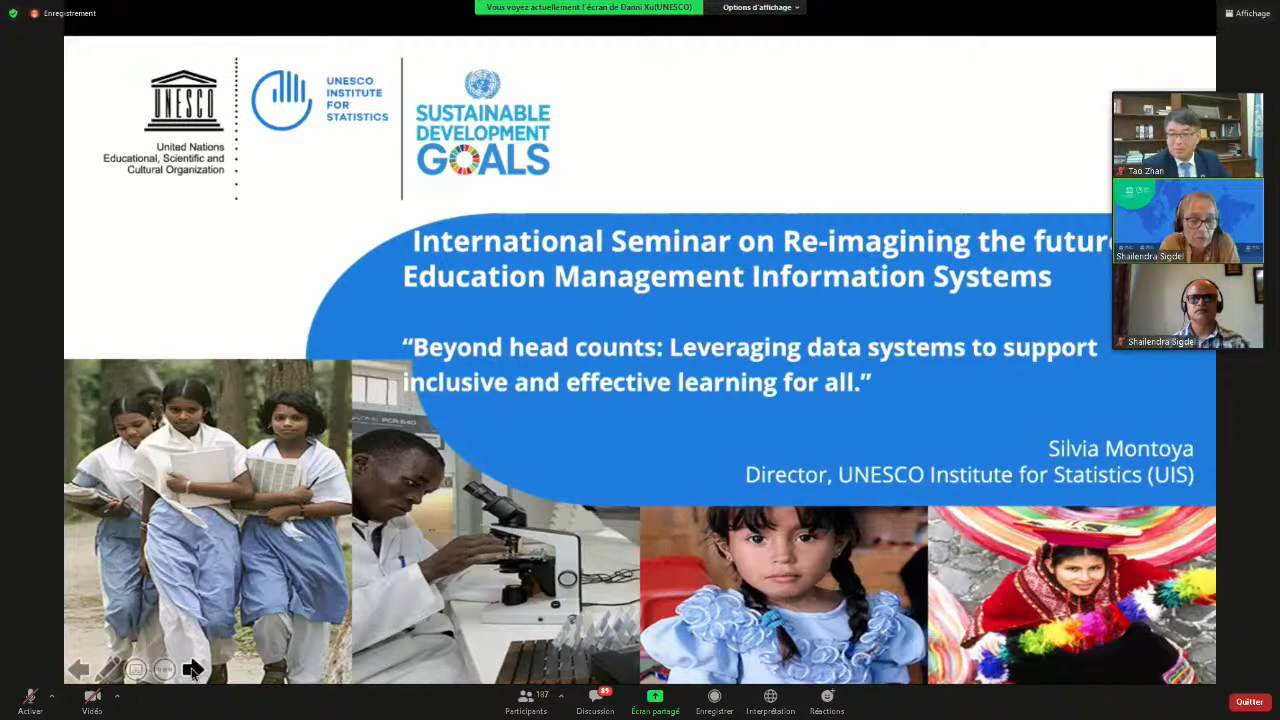 Enregistrement
Vous voyez actuellement l'écran de Danni Xu(UNESCO)
Options d'affichage
Affichage
UNESCO
United Nations
Educational, Scientific and
Cultural Organization
UNESCO
INSTITUTE
FOR
STATISTICS
SUSTAINABLE
DEVELOPMENT
GOALS
International Seminar on Re-imagining the futur
Education Management Information Systems
“Beyond head counts: Leveraging data systems to support
inclusive and effective learning for all.”
Silvia Montoya
Director, UNESCO Institute for Statistics (UIS)
Tao Zhan
Shailendra Sigdel
Shailendra Sigdel
PCR-840
Activer
Vidéo
187
Participants
89
Discussion
Écran partagé
Enregistrer
Interprétation
Réactions
Quitter